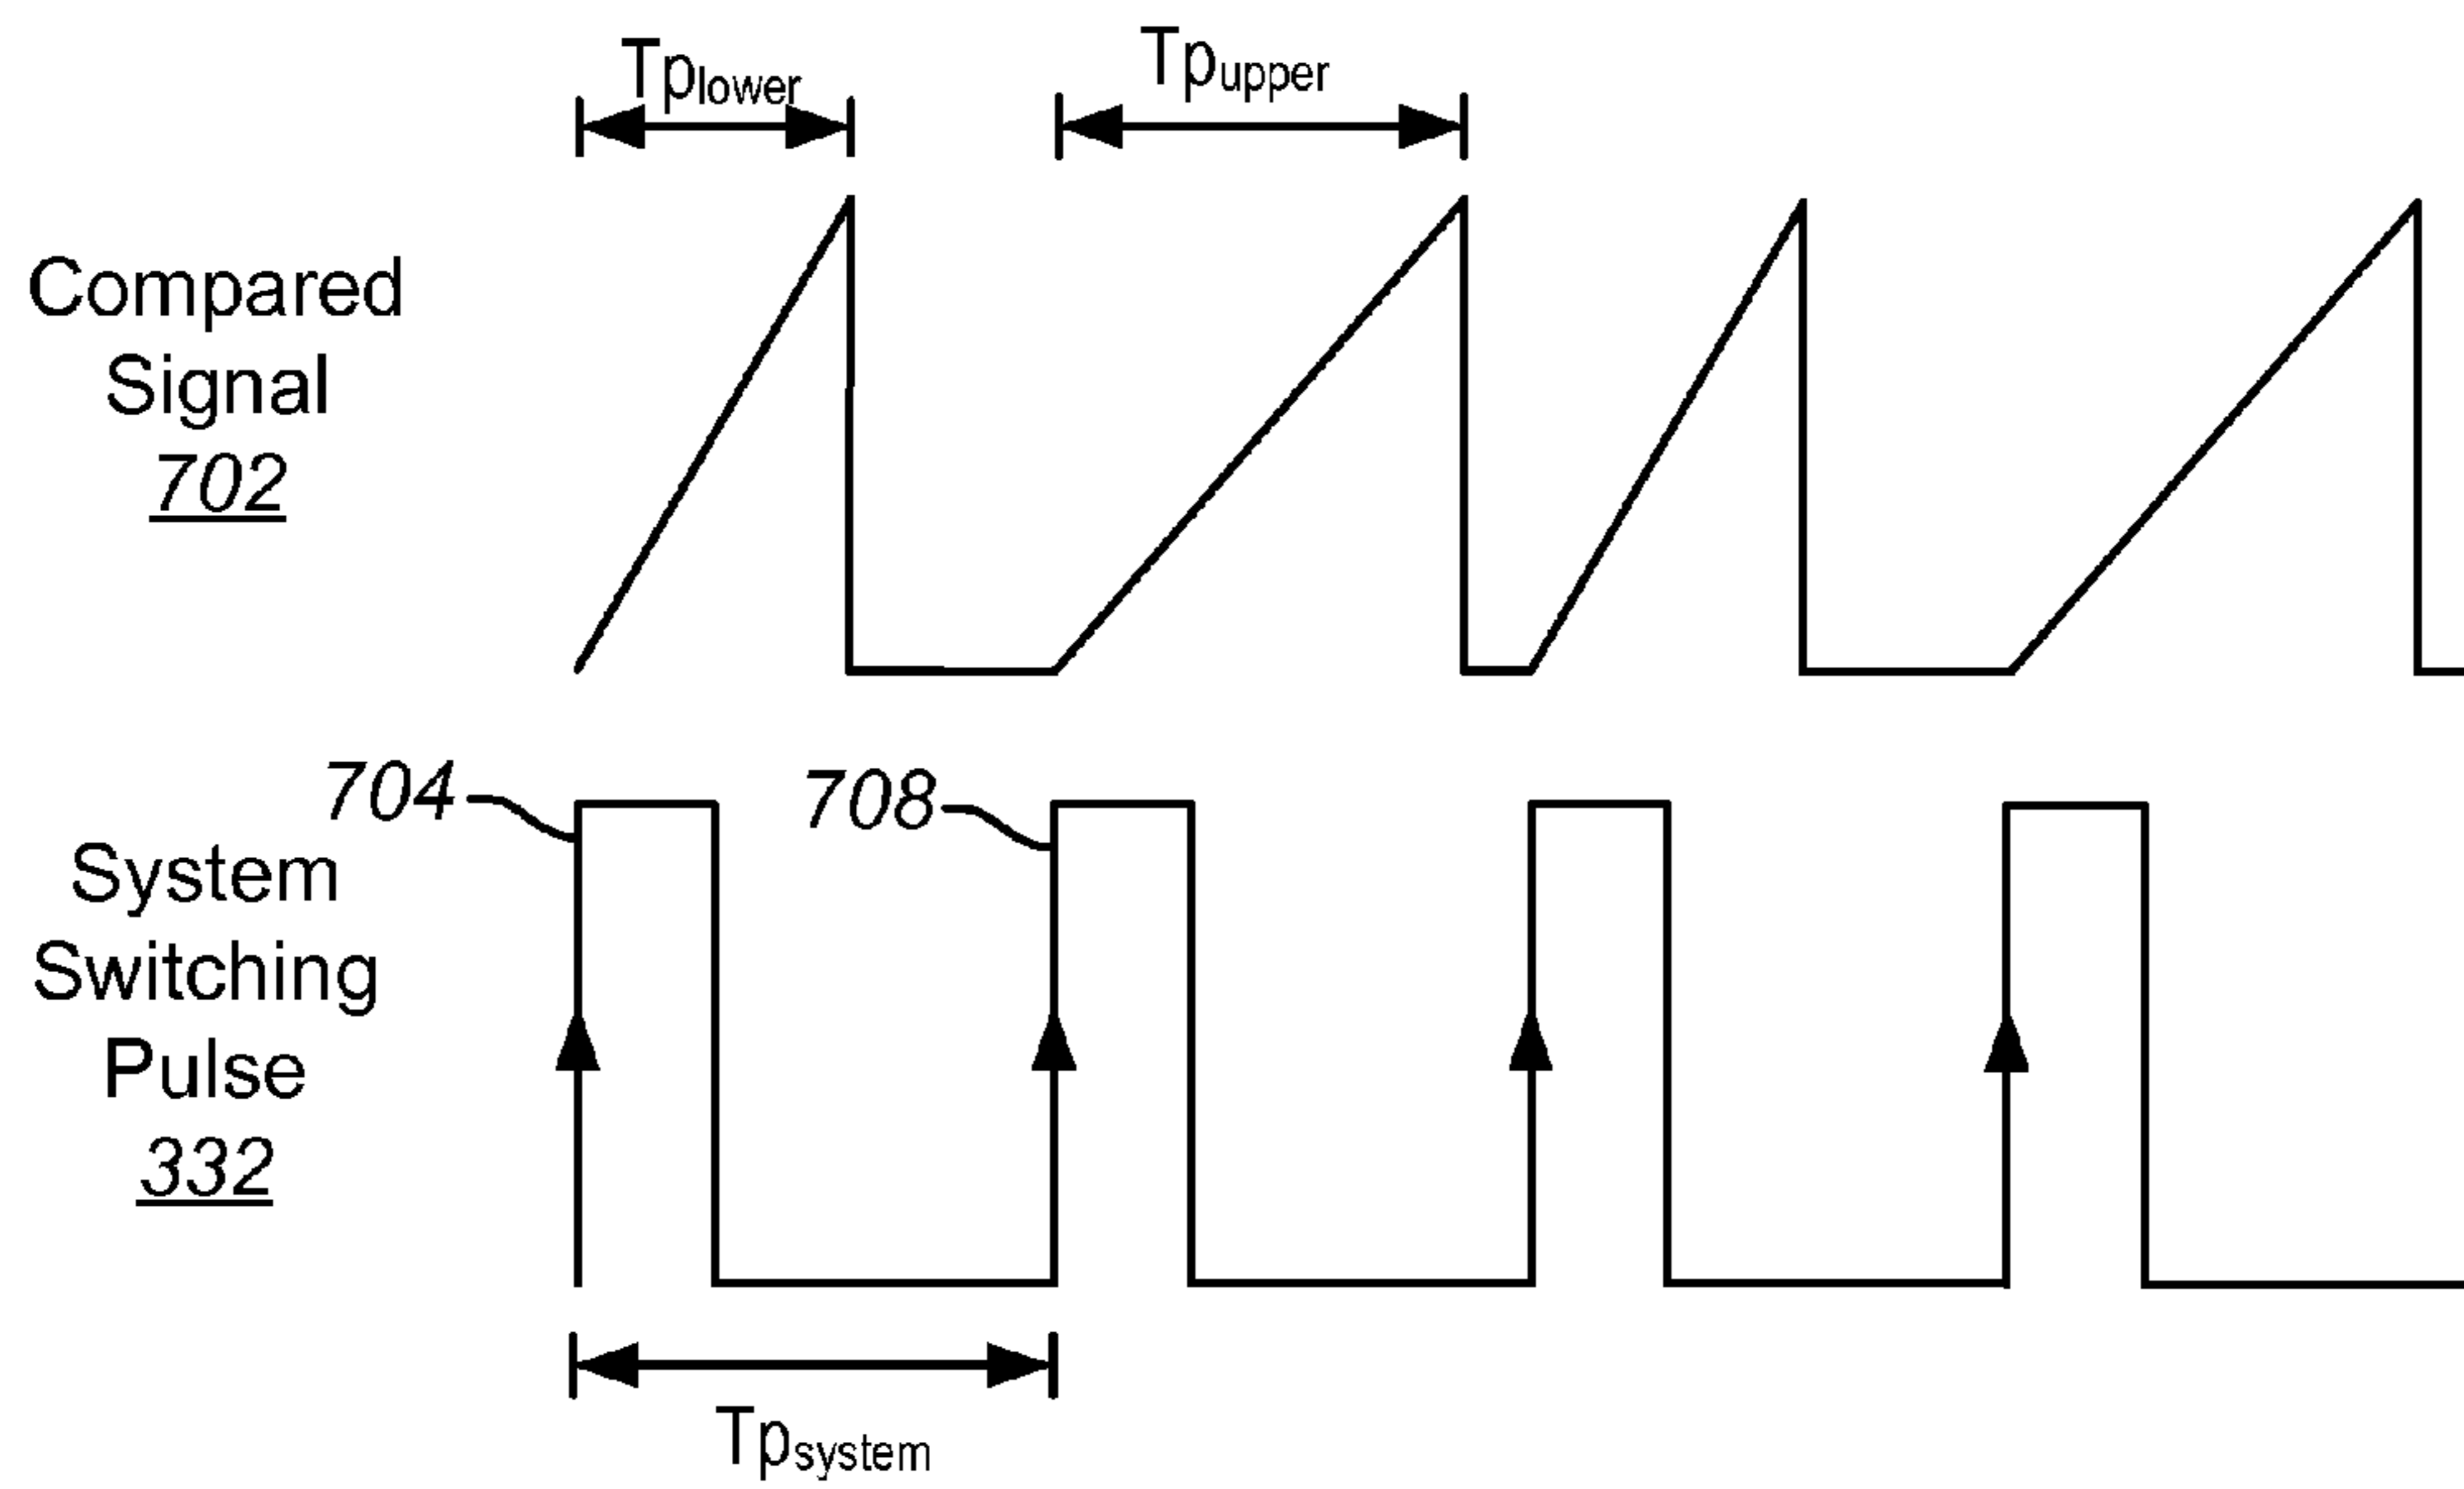 Tplower
Tpupper
Compared
Signal
702
704
708
System
Switching
Pulse
332
Tpsystem